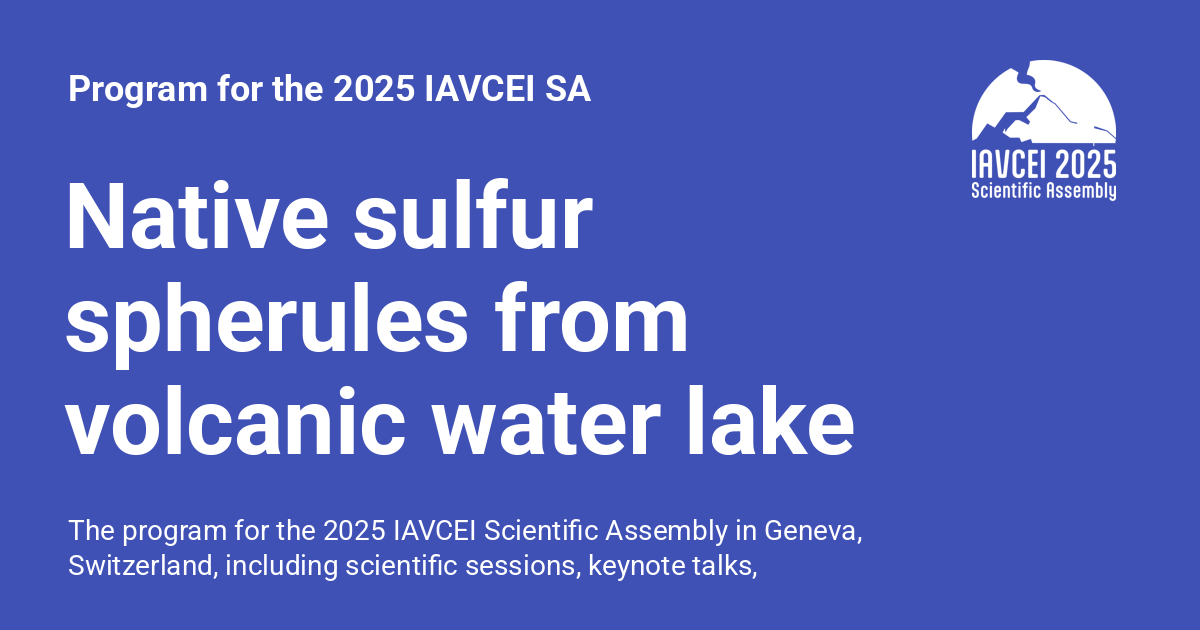 Program for the 2025 IAVCEI SA
IAVCEI 2025
Scientific Assembly
Native sulfur
spherules from
volcanic water lake
The program for the 2025 IAVCEI Scientific Assembly in Geneva,
Switzerland, including scientific sessions, keynote talks,